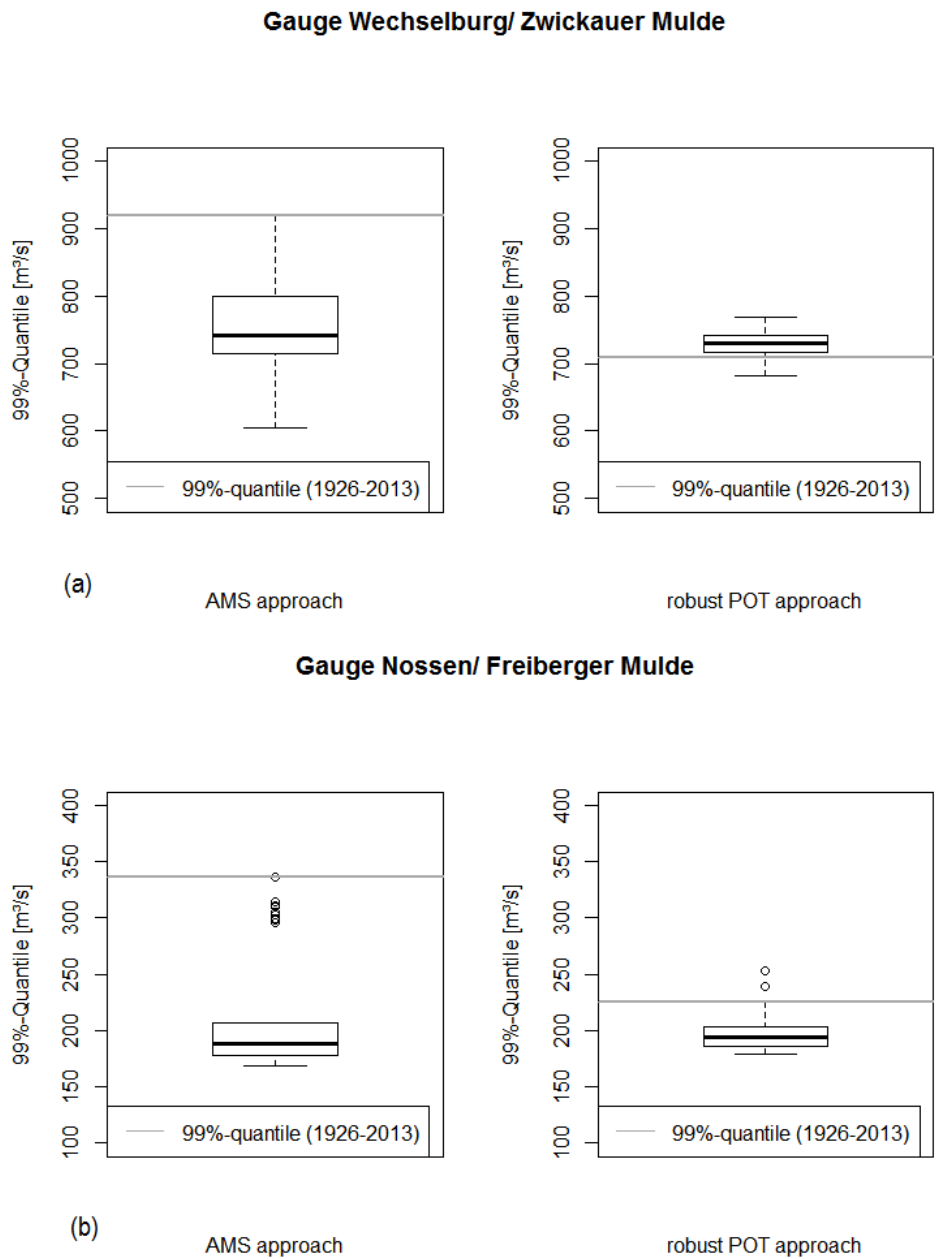 Gauge Wechselburg/ Zwickauer Mulde
99%-Quantile [m³/s]
1000
900
800
700
600
500
99%-quantile (1926-2013)
AMS approach
99%-Quantile [m³/s]
1000
900
800
700
600
500
99%-quantile (1926-2013)
robust POT approach
(a)
Gauge Nossen/ Freiberger Mulde
99%-Quantile [m³/s]
400
350
300
250
200
150
100
99%-quantile (1926-2013)
AMS approach
99%-Quantile [m³/s]
400
350
300
250
200
150
100
99%-quantile (1926-2013)
robust POT approach
(b)